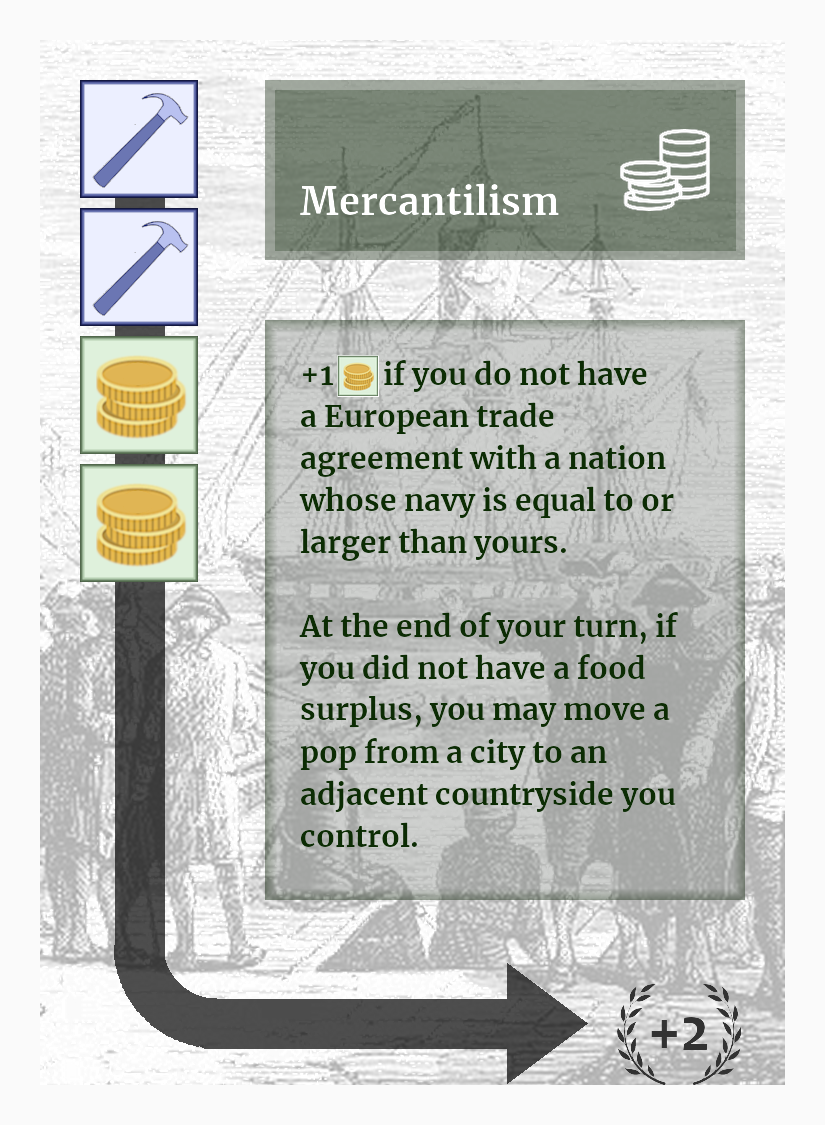 Mercantilism
+1 if you do not have
a European trade
agreement with a nation
whose navy is equal to or
larger than yours.
At the end of your turn, if
you did not have a food
surplus, you may move a
pop from a city to an
adjacent countryside you
control.
+2